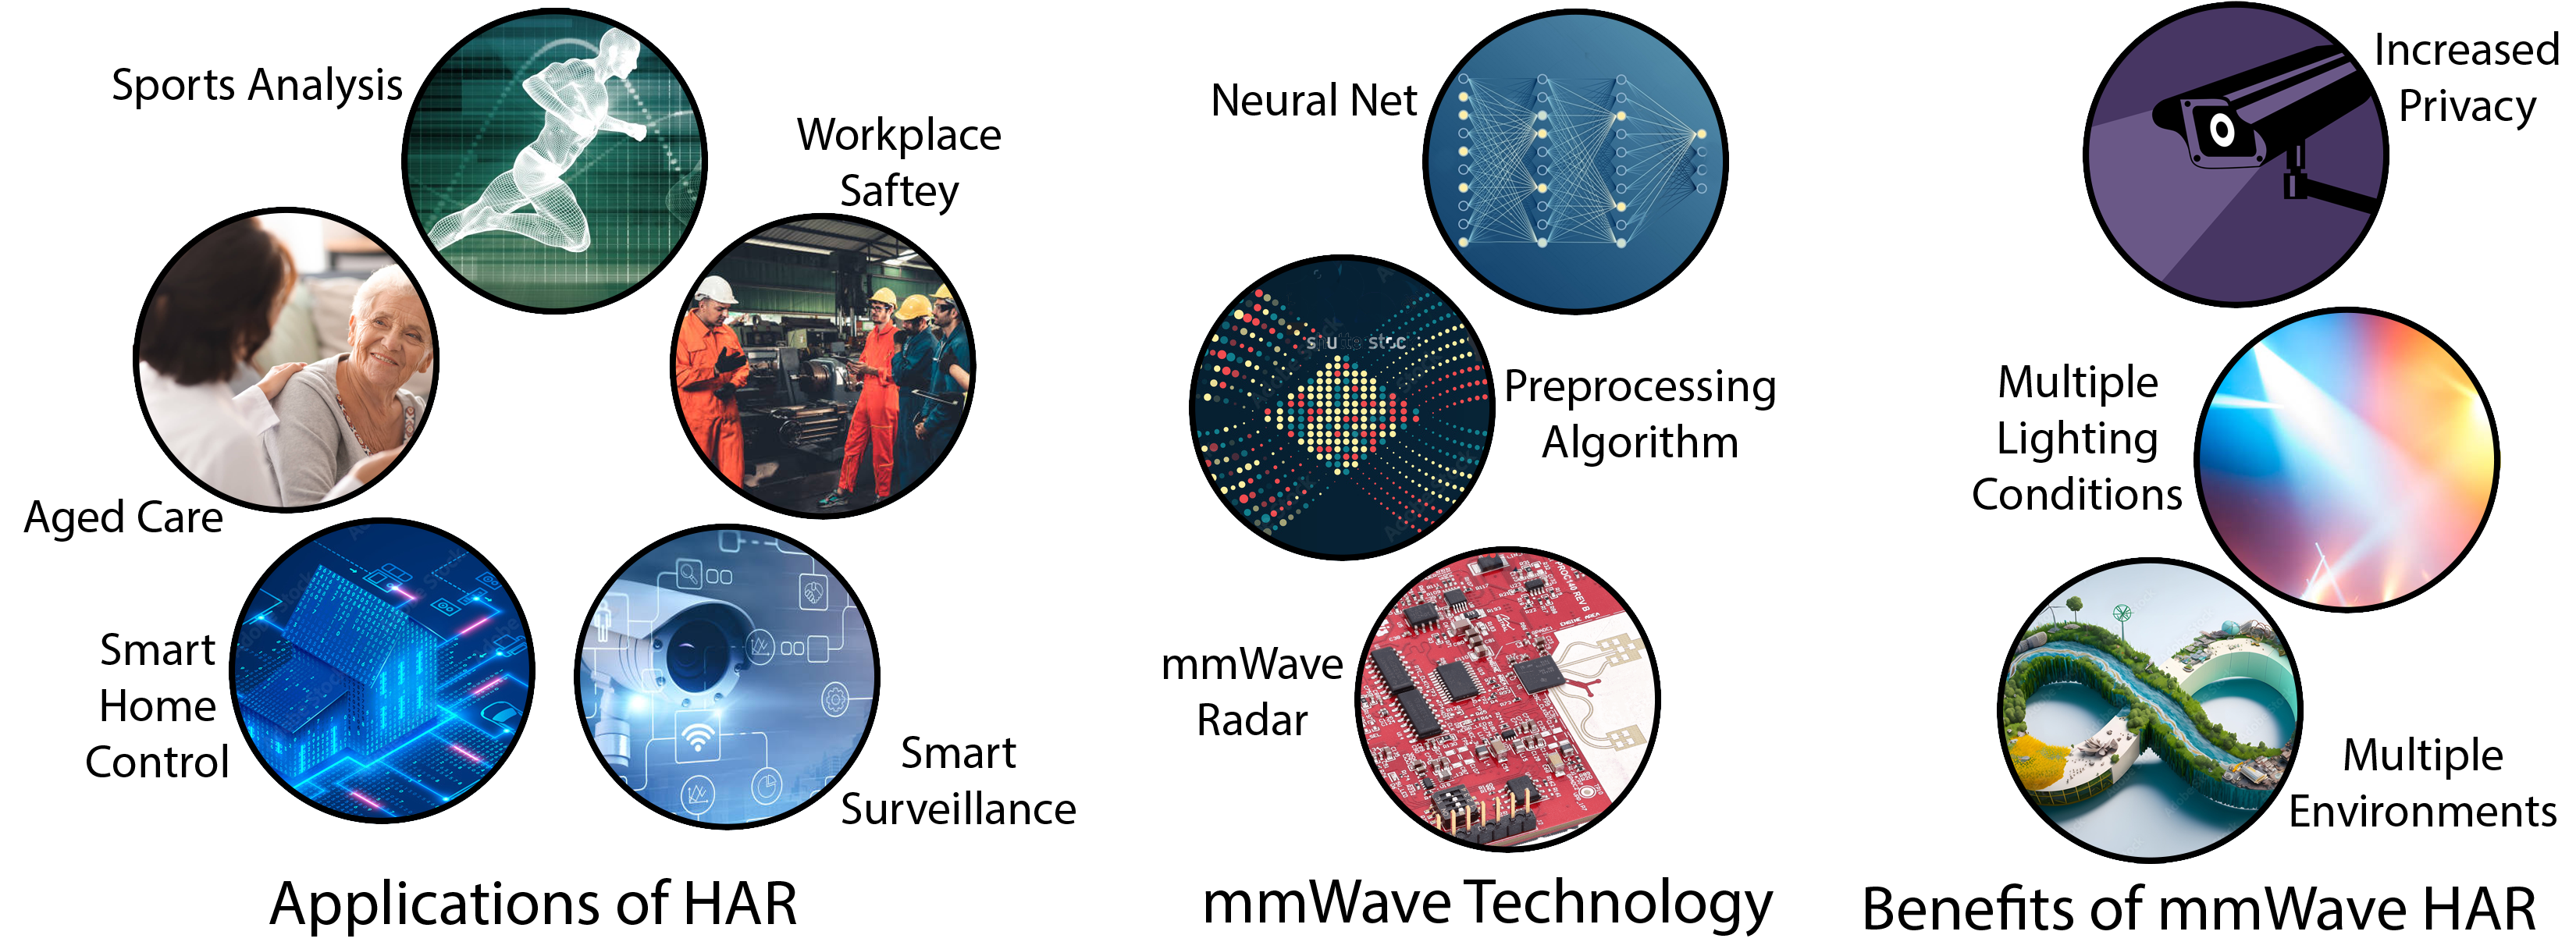 Sports Analysis
Workplace
Saftey
Aged Care
Smart
Home
Control
Smart
Surveillance
Applications of HAR
Neural Net
Preprocessing
Algorithm
mmWave
Radar
mmWave Technology
Increased
Privacy
Multiple
Lighting
Conditions
Multiple
Environments
Benefits of mmWave HAR